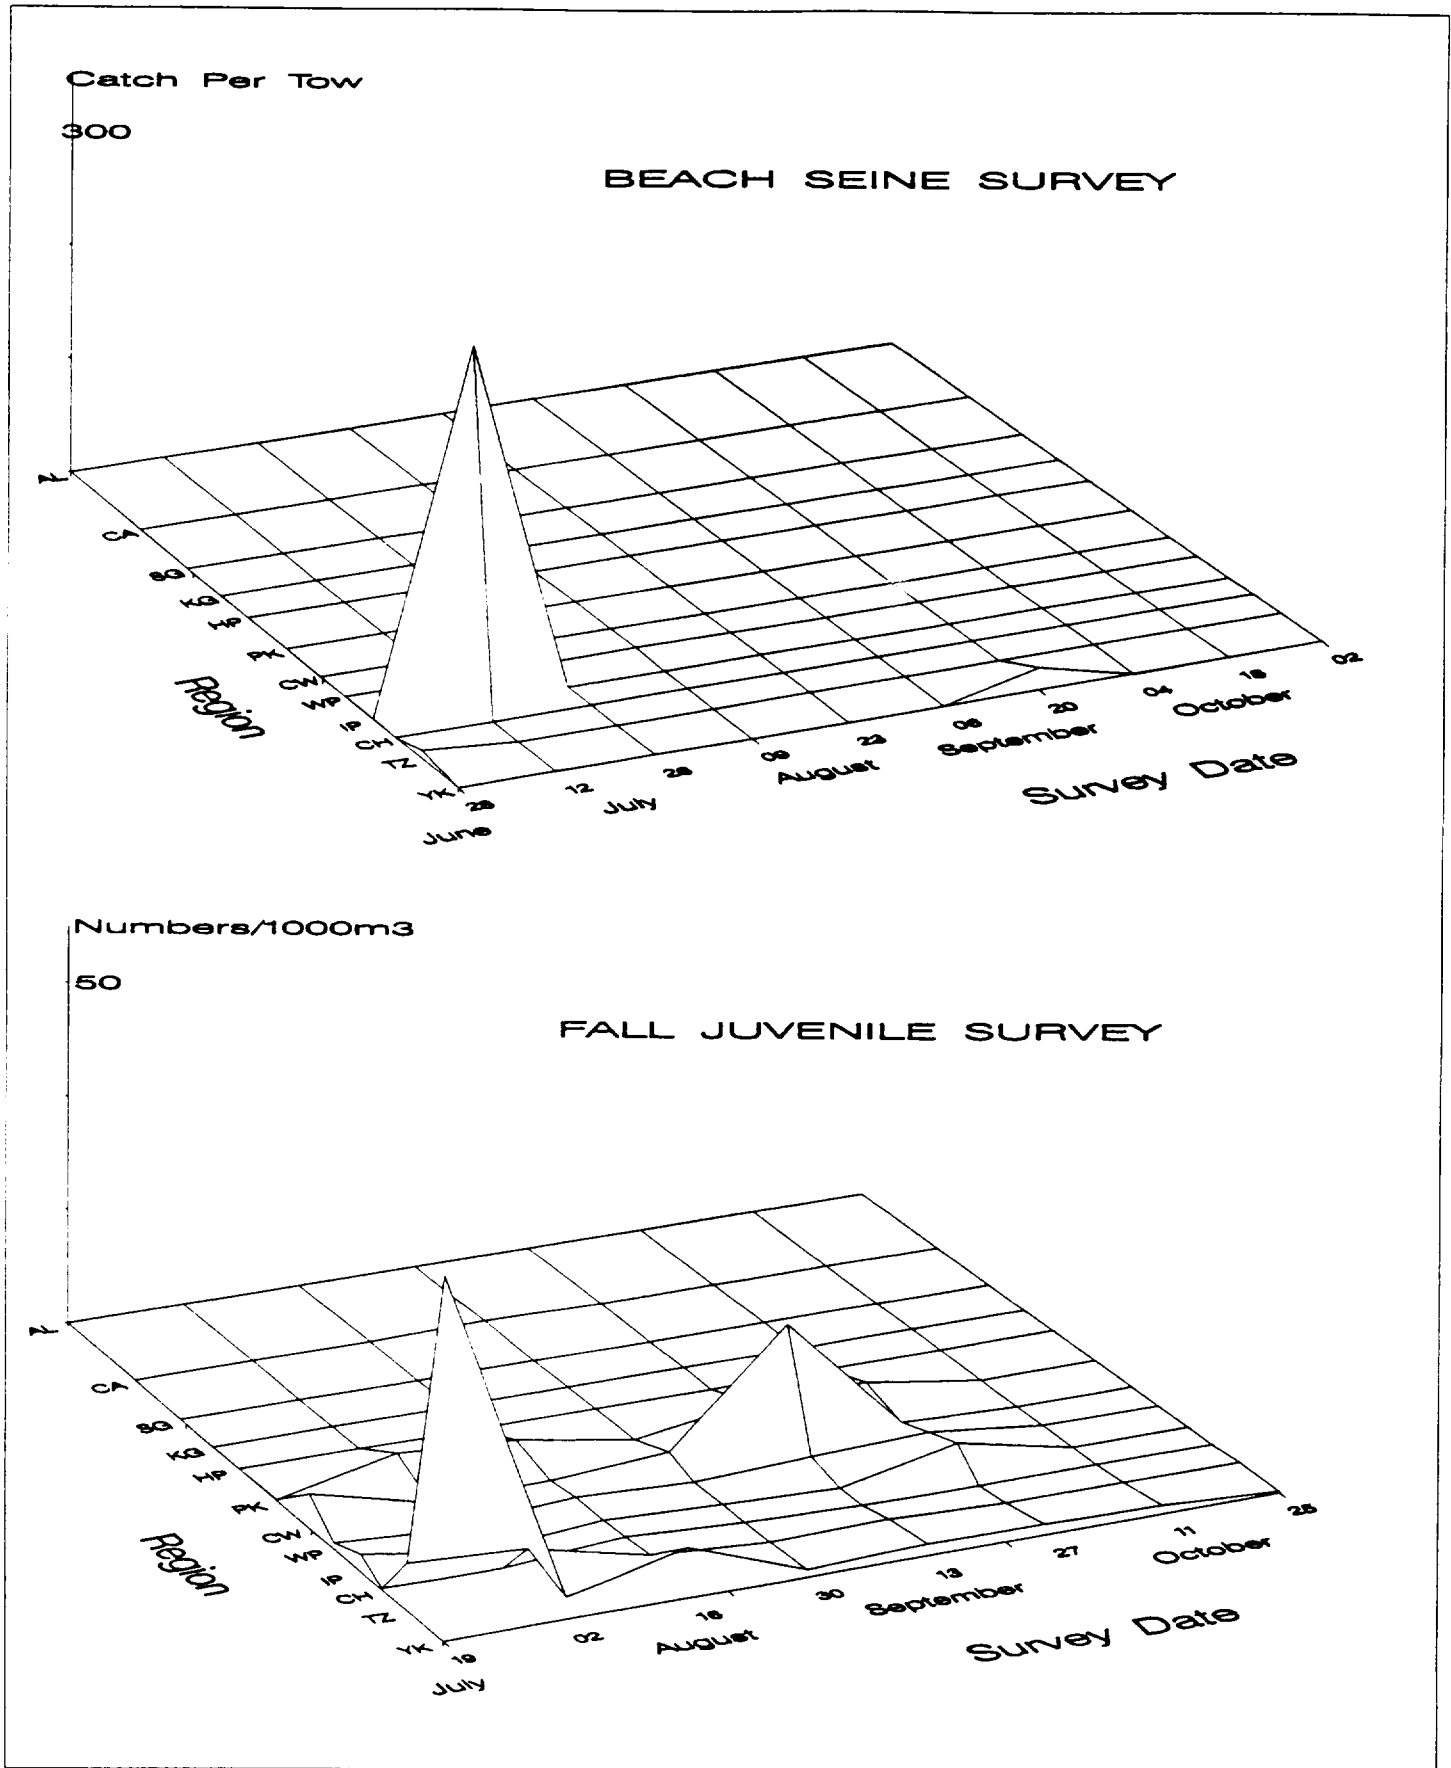 Catch Per Tow
300
BEACH SEINE SURVEY
AL
CA
SG
KG
HP
PK
CW
WP
IP
CH
TZ
YK
Region
28 12 26 09 23 06 20 04 18 02
June July August September October
Survey Date
Numbers/1000m3
50
FALL JUVENILE SURVEY
AL
CA
SG
KG
HP
PK
CW
WP
IP
CH
TZ
YK
Region
19 02 16 30 13 27 11 25
July August September October
Survey Date